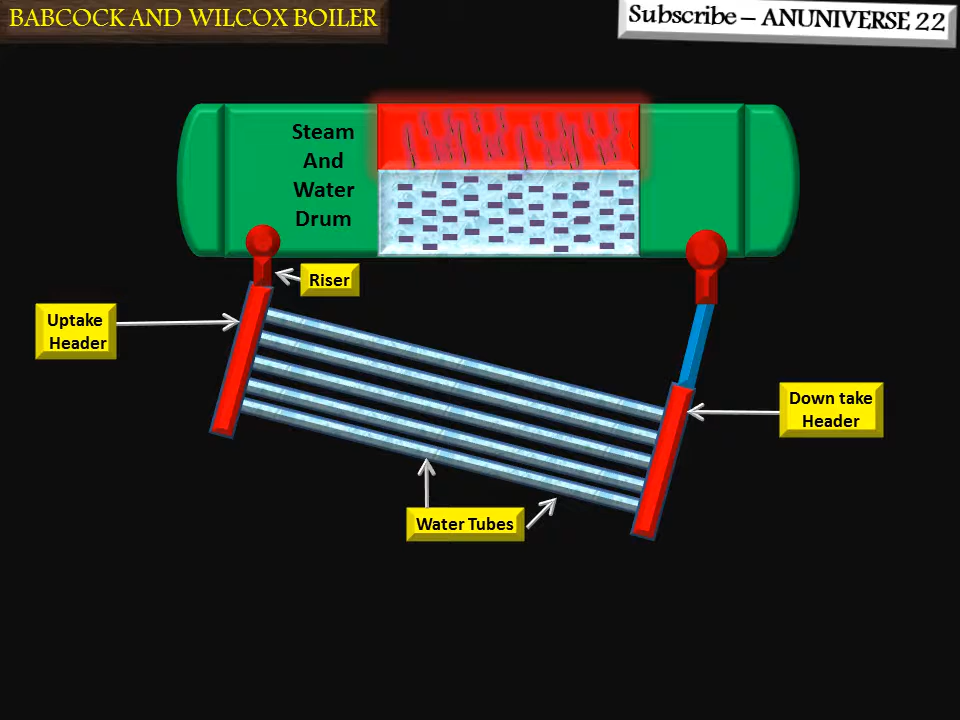 BABCOCK AND WILCOX BOILER
Subscribe – ANUNIVERSE 22
Steam
And
Water
Drum
Riser
Uptake
Header
Down take
Header
Water Tubes